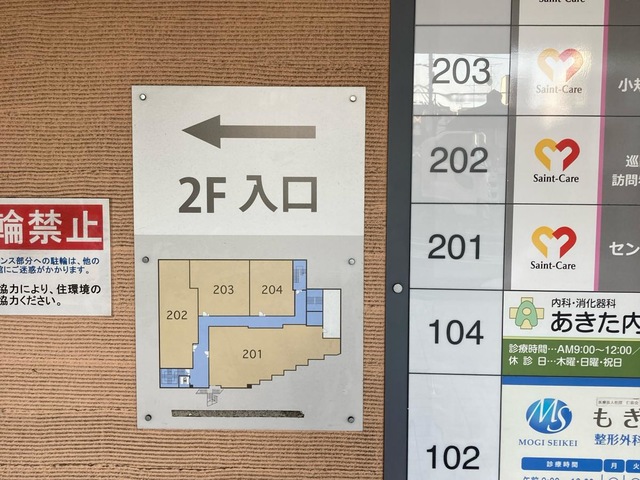 輪禁止
ンス部分への駐輪は、他の
にご迷惑がかかります。
協力により、住環境の
協力ください。
2F 入口
202
203
204
201
Saint-Care
203
Saint-Care
小規
202
Saint-Care
巡
訪問
201
Saint-Care
セン
104
内科・消化器科
あきた内
診療時間…AM9:00～12:00/
休診日…木曜・日曜・祝日
102
MS
MOGI SEIKEI
もぎ
整形外科
診療時間
月
火